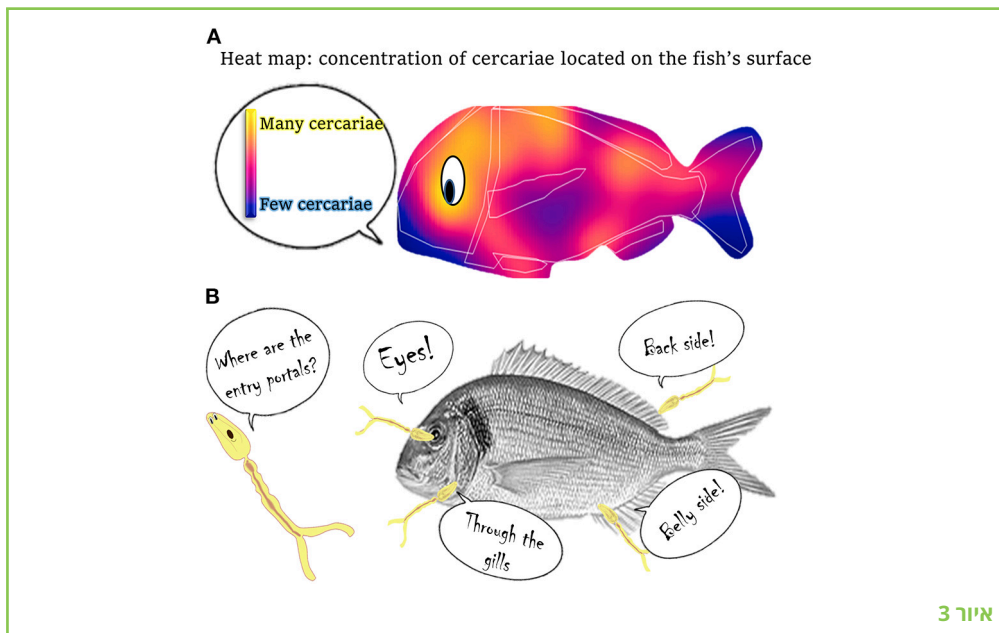 A
Heat map: concentration of cercariae located on the fish's surface
Many cercariae
Few cercariae
B
Where are the
entry portals?
Eyes!
Back side!
Through the
gills
Belly side!
איור 3